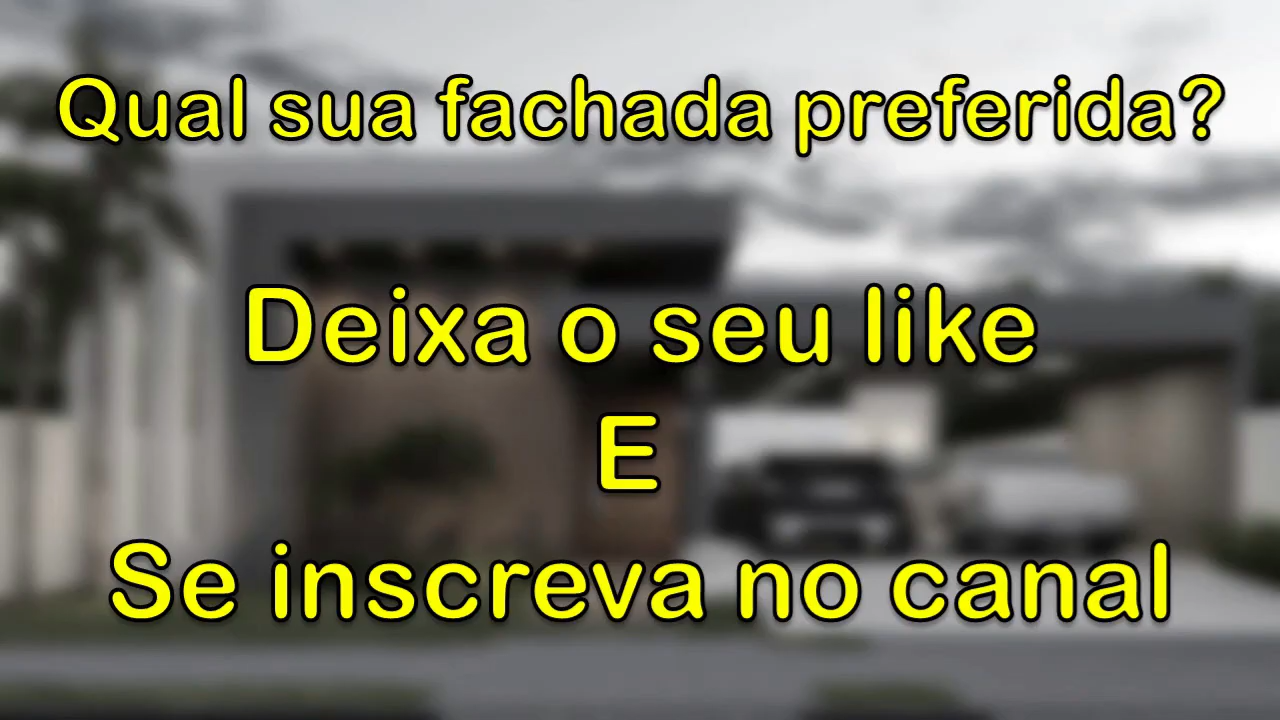 Qual sua fachada preferida?
Deixa o seu like
E
Se inscreva no canal